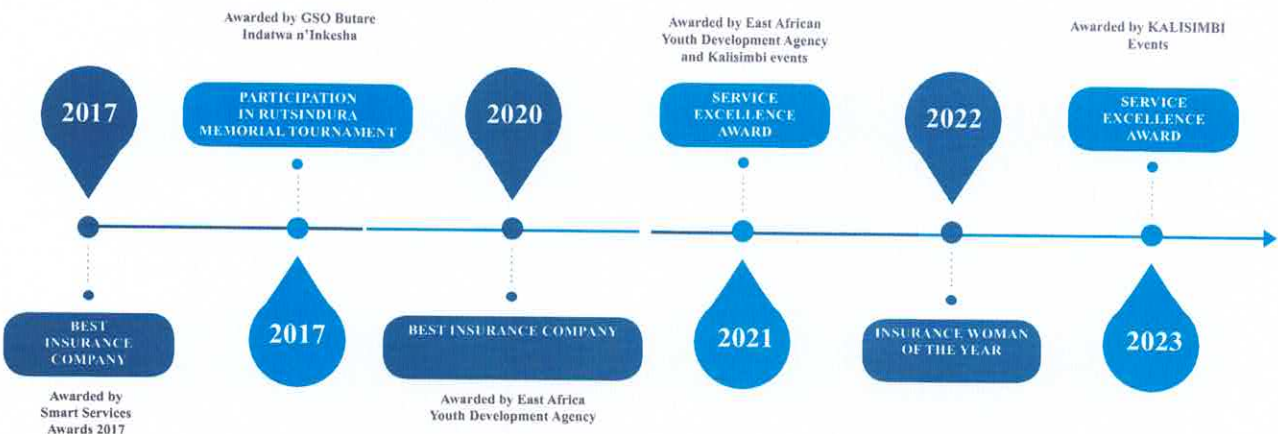 2017
BEST
INSURANCE
COMPANY
Awarded by
Smart Services
Awards 2017
Awarded by GSO Butare
Indatwa n'Inkesha
PARTICIPATION
IN RUTSINDURA
MEMORIAL TOURNAMENT
2017
2020
BEST INSURANCE COMPANY
Awarded by East Africa
Youth Development Agency
Awarded by East African
Youth Development Agency
and Kalisimbi events
SERVICE
EXCELLENCE
AWARD
2021
2022
INSURANCE WOMAN
OF THE YEAR
Awarded by KALISIMBI
Events
SERVICE
EXCELLENCE
AWARD
2023